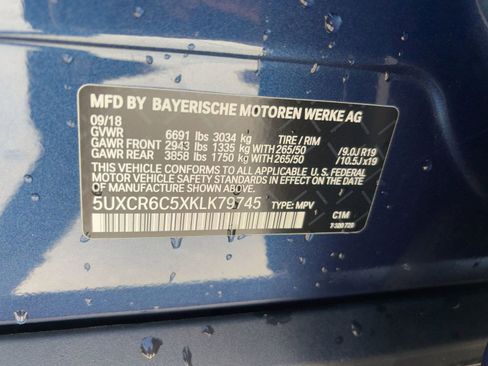 MFD BY BAYERISCHE MOTOREN WERKE AG
09/18
GVWR 6691 lbs 3034 kg TIRE / RIM
GAWR FRONT 2943 lbs 1335 kg WITH 265/50 /9.0J R19
GAWR REAR 3858 lbs 1750 kg WITH 265/50 /10.5J x19
THIS VEHICLE CONFORMS TO ALL APPLICABLE U.S. FEDERAL
MOTOR VEHICLE SAFETY STANDARDS IN EFFECT ON THE DATE OF
MANUFACTURE SHOWN ABOVE.
5UXCR6C5XKLK79745 TYPE: MPV C1M